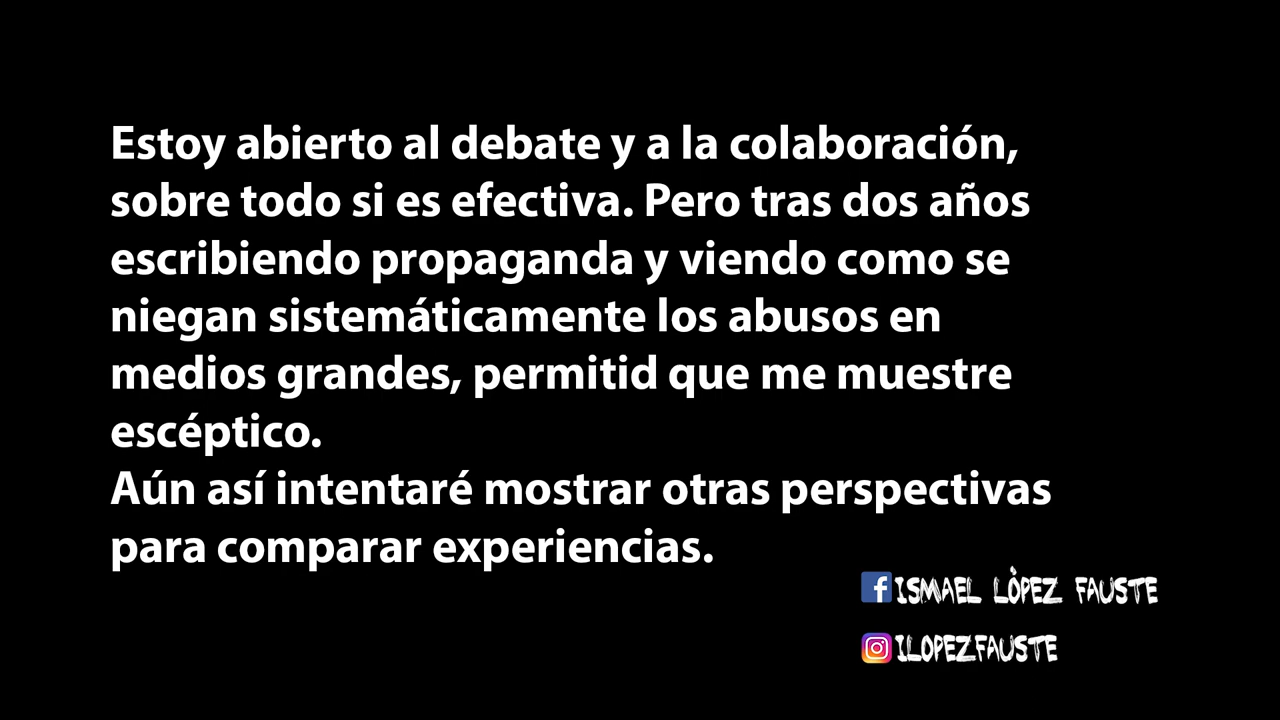 Estoy abierto al debate y a la colaboración,
sobre todo si es efectiva. Pero tras dos años
escribiendo propaganda y viendo como se
niegan sistemáticamente los abusos en
medios grandes, permitid que me muestre
escéptico.
Aún así intentaré mostrar otras perspectivas
para comparar experiencias.
f ISMAEL LÒPEZ FAUSTE
ILOPEZFAUSTE